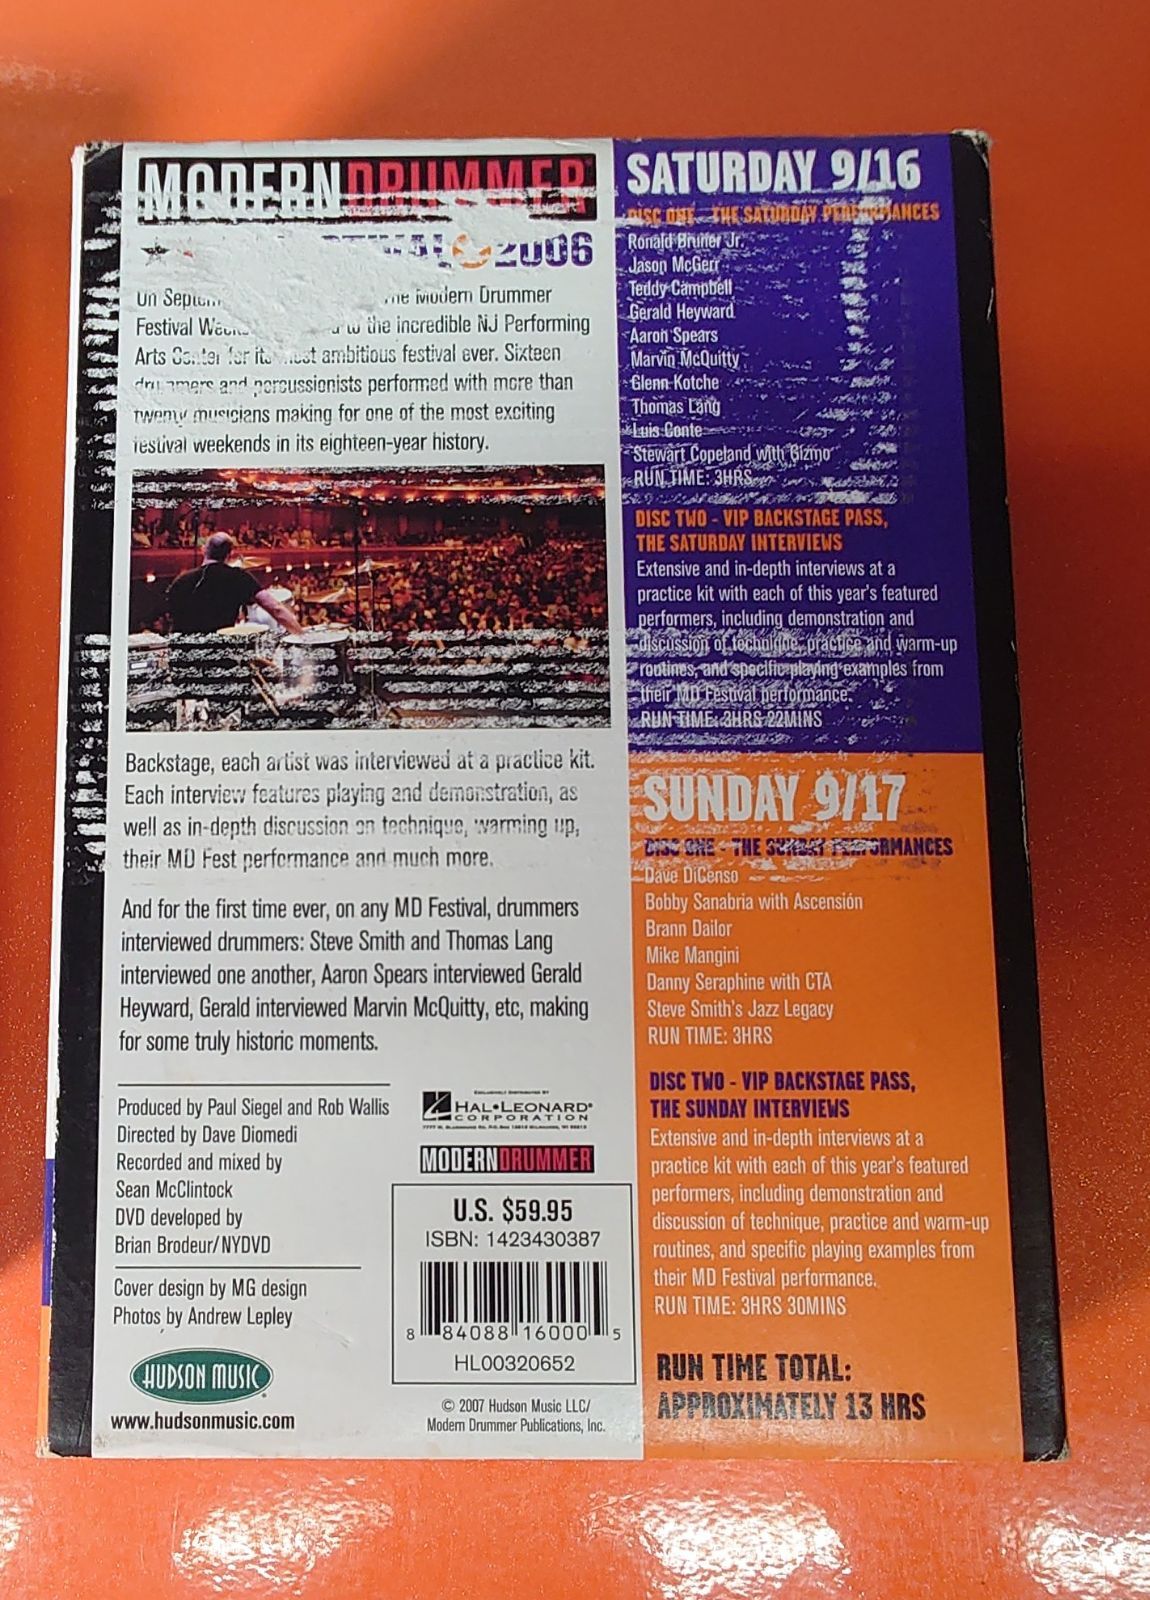 MODERN DRUMMER
2006
The Modern Drummer
Festival to the incredible NJ Performing
Arts Center for its most ambitious festival ever. Sixteen
drummers and percussionists performed with more than
twenty musicians making for one of the most exciting
festival weekends in its eighteen-year history.
Backstage, each artist was interviewed at a practice kit.
Each interview features playing and demonstration, as
well as in-depth discussion on technique, warming up,
their MD Fest performance and much more.
And for the first time ever, on any MD Festival, drummers
interviewed drummers: Steve Smith and Thomas Lang
interviewed one another, Aaron Spears interviewed Gerald
Heyward, Gerald interviewed Marvin McQuitty, etc, making
for some truly historic moments.
Produced by Paul Siegel and Rob Wallis
Directed by Dave Diomedi
Recorded and mixed by
Sean McClintock
DVD developed by
Brian Brodeur/NYDVD
Cover design by MG design
Photos by Andrew Lepley
HUDSON MUSIC
www.hudsonmusic.com
EXCLUSIVELY DISTRIBUTED BY
HAL•LEONARD®
CORPORATION
MODERN DRUMMER
U.S. $59.95
ISBN: 1423430387
8 84088 16000 5
HL00320652
© 2007 Hudson Music LLC/
Modern Drummer Publications, Inc.
SATURDAY 9/16
DISC ONE - THE SATURDAY PERFORMANCES
Ronald Bruner Jr.
Jason McGerr
Teddy Campbell
Gerald Heyward
Aaron Spears
Marvin McQuitty
Glenn Kotche
Thomas Lang
Luis Conte
Stewart Copeland with Gizmo
RUN TIME: 3HRS
DISC TWO - VIP BACKSTAGE PASS,
THE SATURDAY INTERVIEWS
Extensive and in-depth interviews at a
practice kit with each of this year's featured
performers, including demonstration and
discussion of technique, practice and warm-up
routines, and specific playing examples from
their MD Festival performance.
RUN TIME: 3HRS 22MINS
SUNDAY 9/17
DISC ONE - THE SUNDAY PERFORMANCES
Dave DiCenso
Bobby Sanabria with Ascensión
Brann Dailor
Mike Mangini
Danny Seraphine with CTA
Steve Smith's Jazz Legacy
RUN TIME: 3HRS
DISC TWO - VIP BACKSTAGE PASS,
THE SUNDAY INTERVIEWS
Extensive and in-depth interviews at a
practice kit with each of this year's featured
performers, including demonstration and
discussion of technique, practice and warm-up
routines, and specific playing examples from
their MD Festival performance.
RUN TIME: 3HRS 30MINS
RUN TIME TOTAL:
APPROXIMATELY 13 HRS